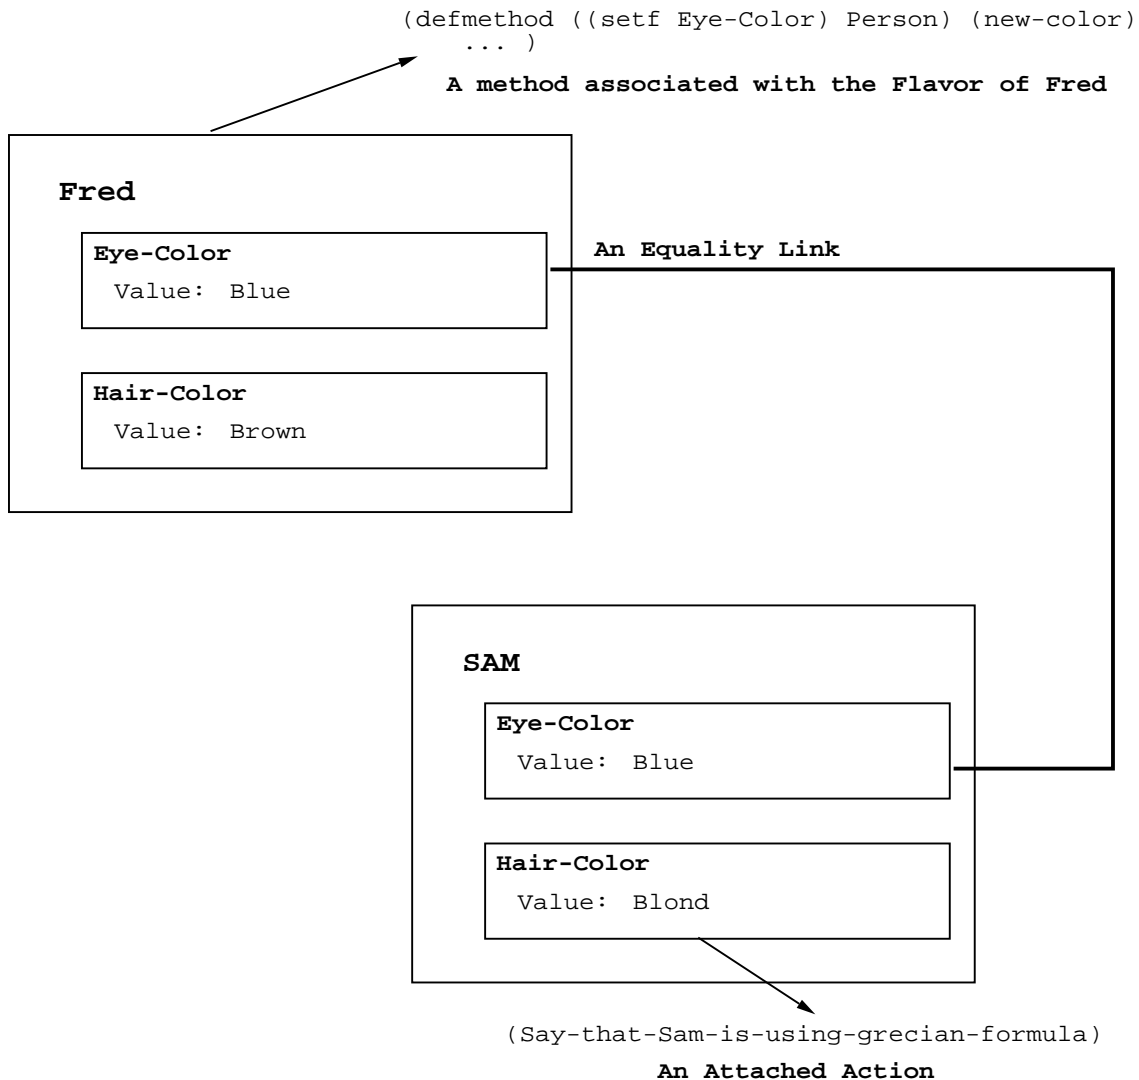 (defmethod ((setf Eye-Color) Person) (new-color)
... )
A method associated with the Flavor of Fred
Fred
Eye-Color
Value: Blue
An Equality Link
Hair-Color
Value: Brown
SAM
Eye-Color
Value: Blue
Hair-Color
Value: Blond
(Say-that-Sam-is-using-grecian-formula)
An Attached Action